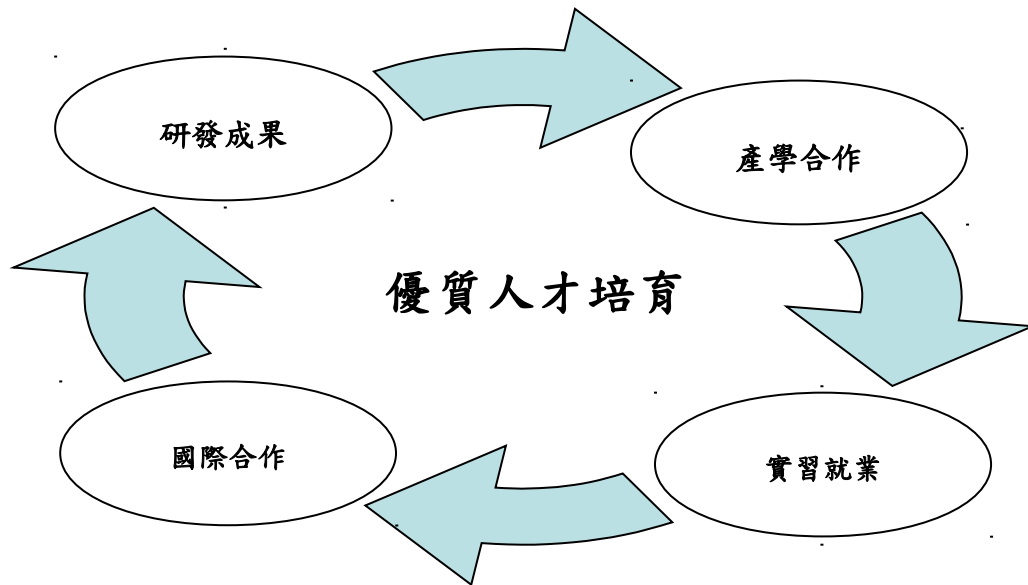 研發成果
產學合作
優質人才培育
國際合作
實習就業